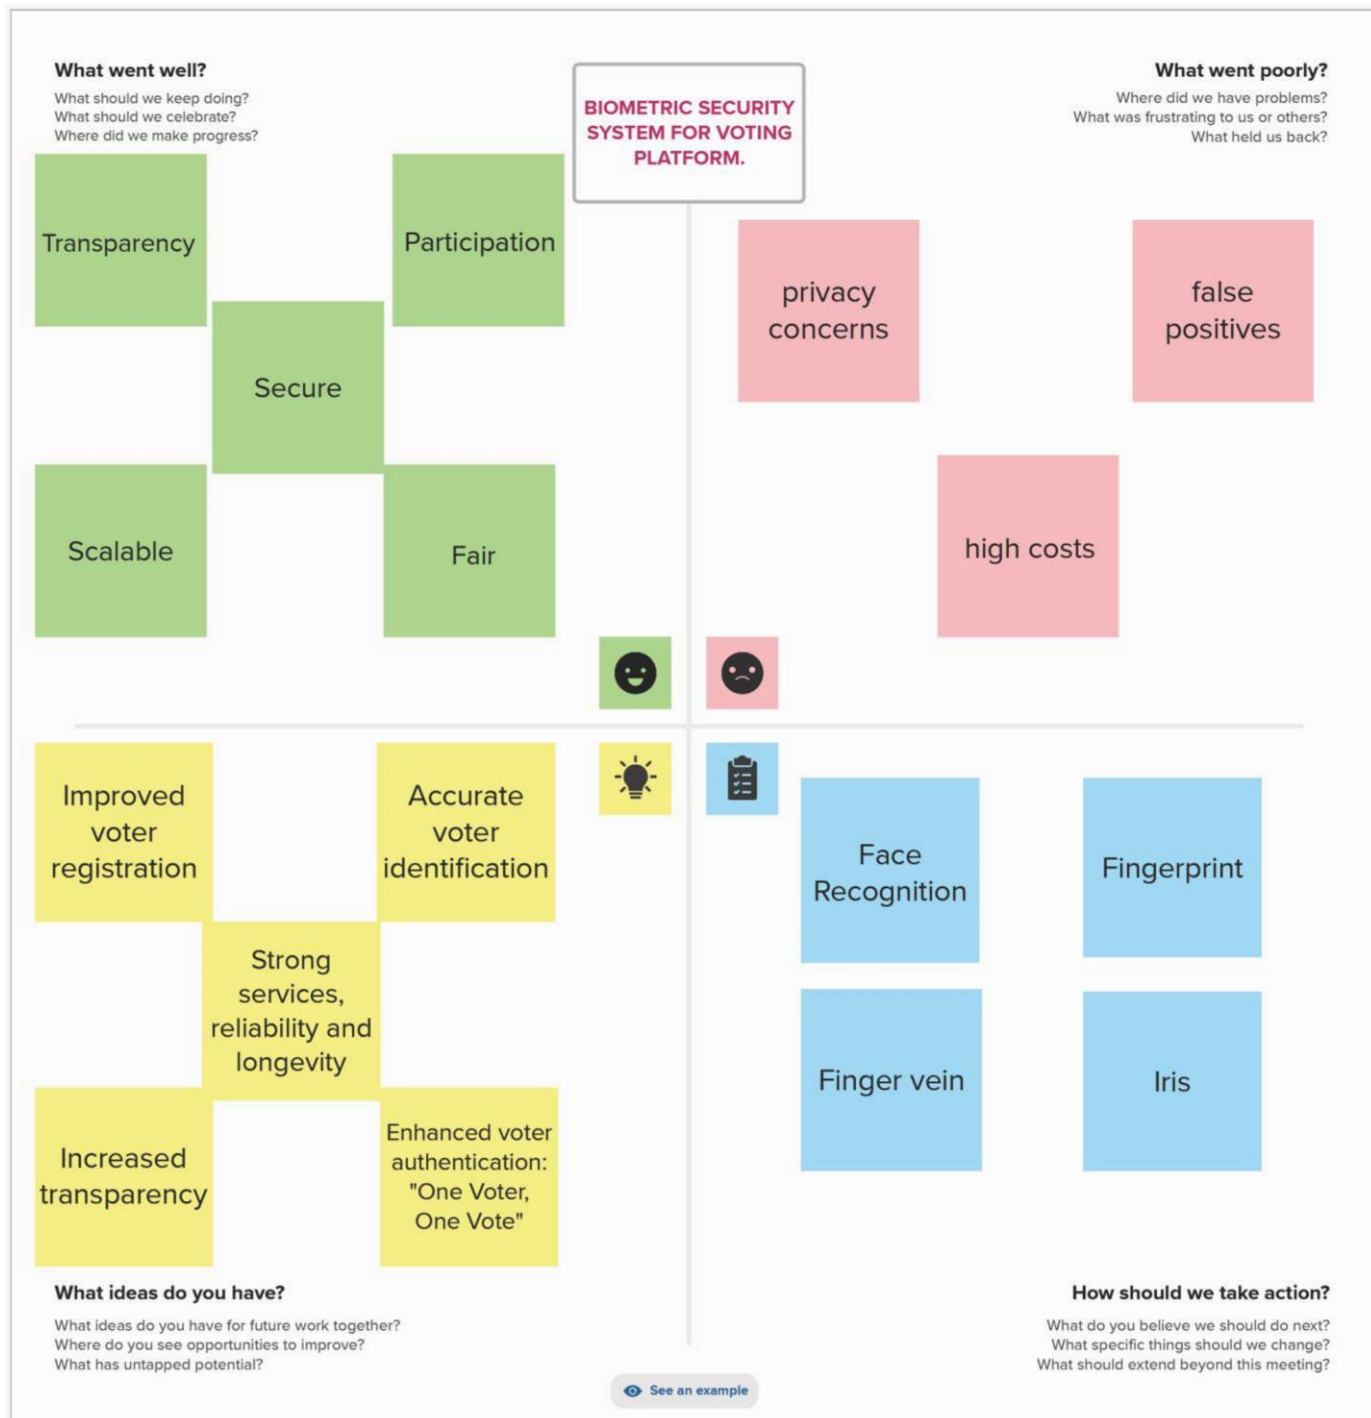 What went well?
What should we keep doing?
What should we celebrate?
Where did we make progress?
BIOMETRIC SECURITY
SYSTEM FOR VOTING
PLATFORM.
What went poorly?
Where did we have problems?
What was frustrating to us or others?
What held us back?
Transparency
Participation
Secure
Scalable
Fair
privacy
concerns
false
positives
high costs
Improved
voter
registration
Accurate
voter
identification
Strong
services,
reliability and
longevity
Increased
transparency
Enhanced voter
authentication:
"One Voter,
One Vote"
Face
Recognition
Fingerprint
Finger vein
Iris
What ideas do you have?
What ideas do you have for future work together?
Where do you see opportunities to improve?
What has untapped potential?
How should we take action?
What do you believe we should do next?
What specific things should we change?
What should extend beyond this meeting?
See an example